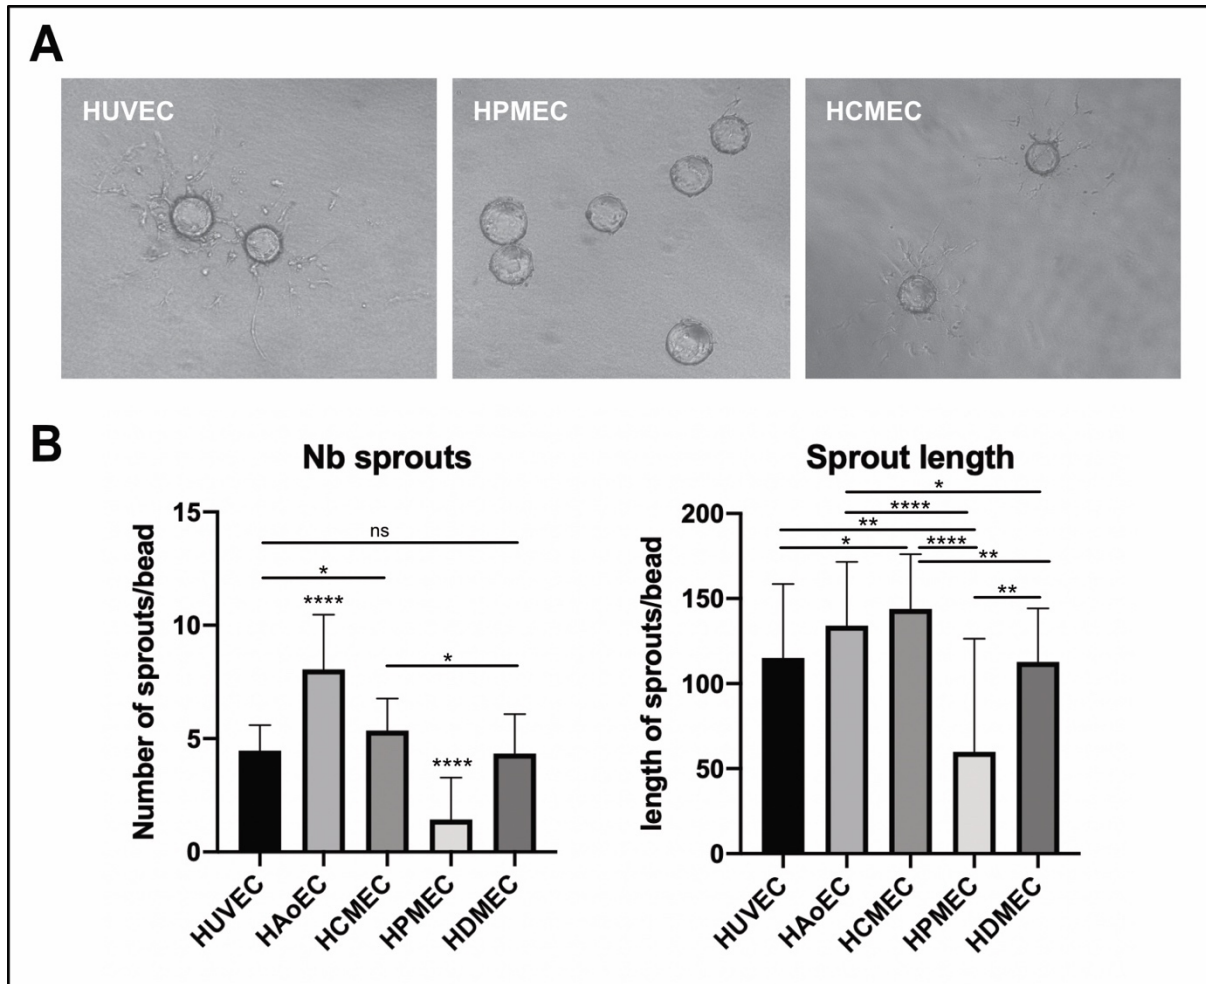 A
HUVEC
HPMEC
HCMEC
B
Nb sprouts
Number of sprouts/bead
15
10
5
0
ns
*
****
*
****
HUVEC
HAoEC
HCMEC
HPMEC
HDMEC
Sprout length
length of sprouts/bead
200
150
100
50
0
*
****
**
* ****
**
**
HUVEC
HAoEC
HCMEC
HPMEC
HDMEC